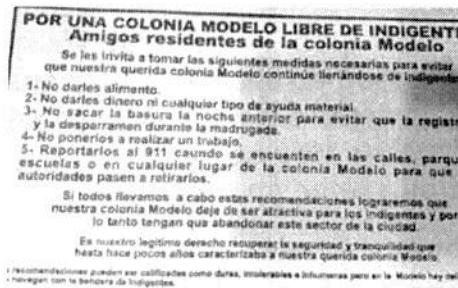 POR UNA COLONIA MODELO LIBRE DE INDIGENT
Amigos residentes de la colonia Modelo
Se les invita a tomar las siguientes medidas necesarias para evitar
que nuestra querida colonia Modelo continúe llenándose de indigente
1- No darles alimento.
2- No darles dinero ni cualquier tipo de ayuda material.
3- No sacar la basura la noche anterior para evitar que la registr
y la desparramen durante la madrugada.
4- No ponerlos a realizar un trabajo.
5- Reportarlos al 911 caundo se encuenten en las calles, parqu
escuelas o en cualquier lugar de la colonia Modelo para que
autoridades pasen a retirarlos.
Si todos llevamos a cabo estas recomendaciones lograremos que
nuestra colonia Modelo deje de ser atractiva para los indigentes y por
lo tanto tengan que abandonar este sector de la ciudad.
Es nuestro legítimo derecho recuperar la seguridad y tranquilidad que
hasta hace pocos años caracterizaba a nuestra querida colonia Modelo.
recomendaciones pueden ser calificadas como duras, intolerables e inhumanas pero en la Modelo hay del
navegan con la bandera de indigentes.